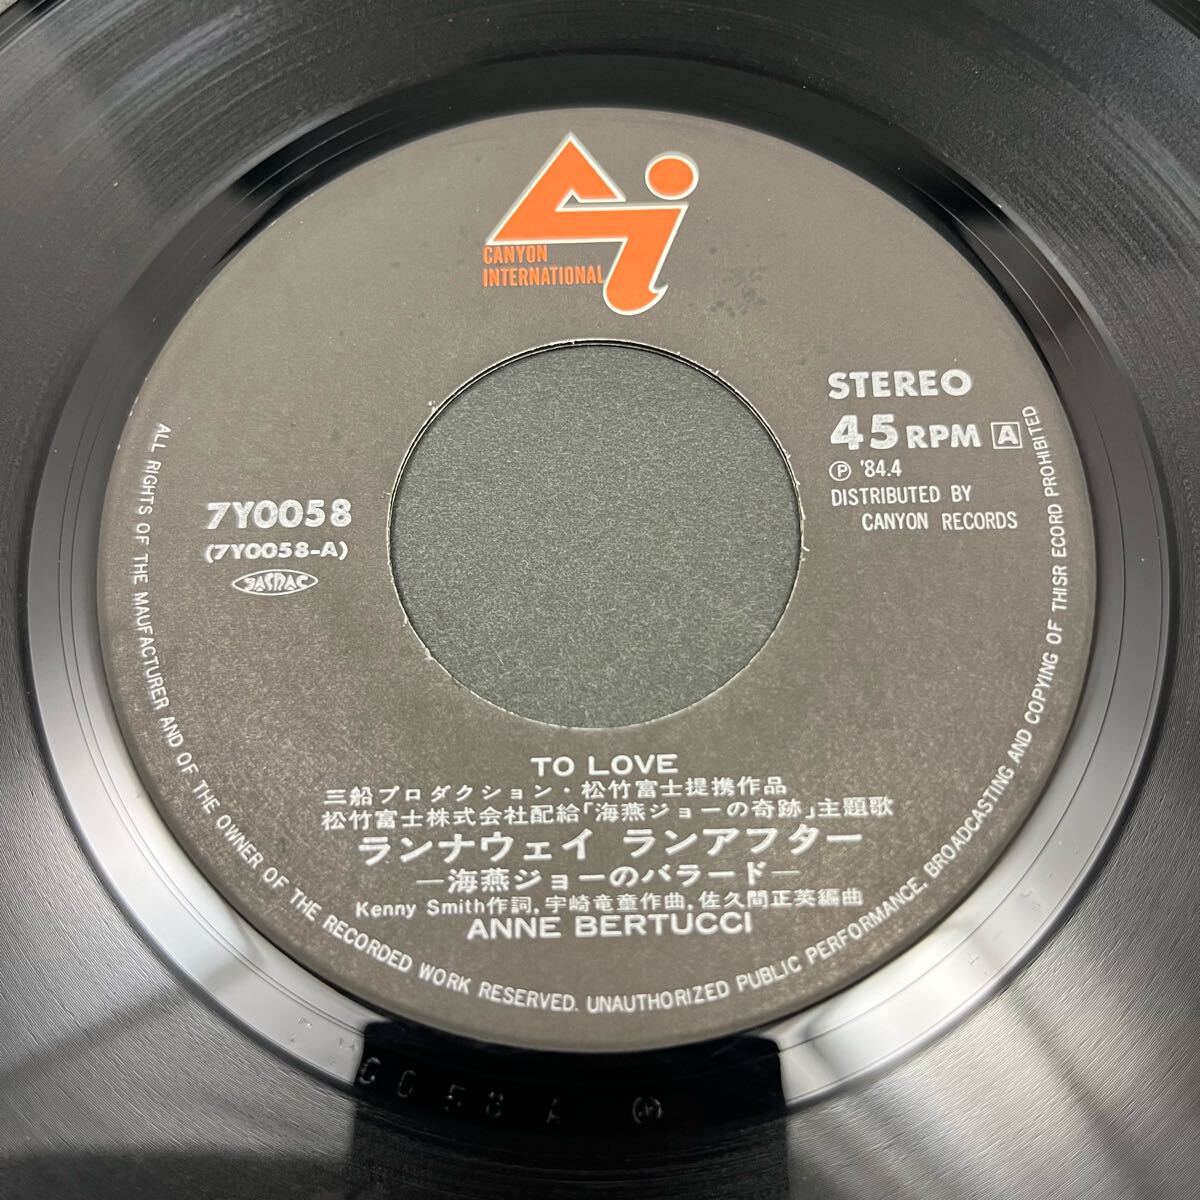 CANYON
INTERNATIONAL
STEREO
45 RPM A
Ⓟ '84.4
DISTRIBUTED BY
CANYON RECORDS
7Y0058
(7Y0058-A)
JASRAC
TO LOVE
三船プロダクション・松竹富士提携作品
松竹富士株式会社配給「海燕ジョーの奇跡」主題歌
ランナウェイ ランアフター
—海燕ジョーのバラード—
Kenny Smith作詞,宇崎竜童作曲,佐久間正英編曲
ANNE BERTUCCI
ALL RIGHTS OF THE MAUFACTURER AND OF THE OWNER OF THE RECORDED WORK RESERVED. UNAUTHORIZED PUBLIC PERFORMANCE, BROADCASTING AND COPYING OF THISR ECORD PROHIBITED